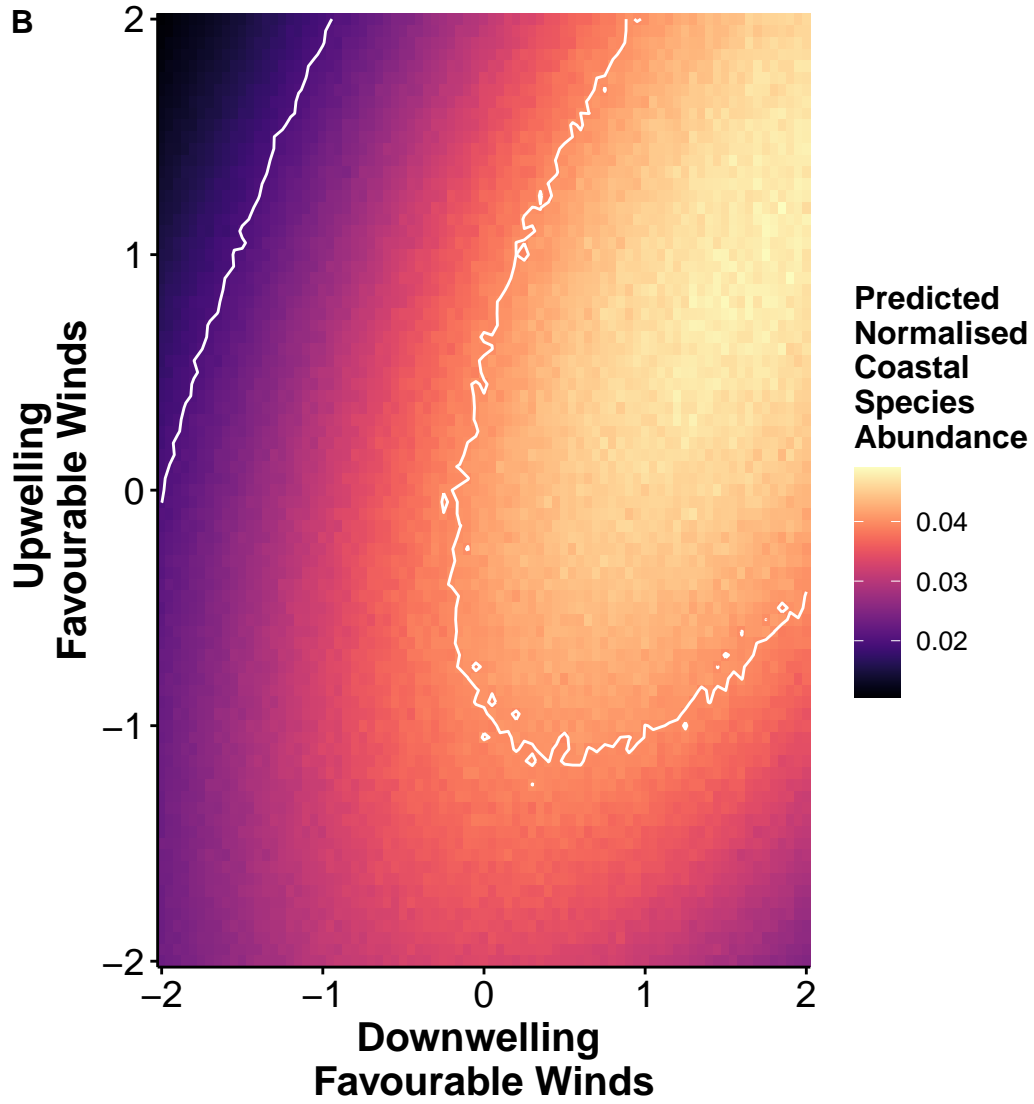 B
2
1
0
−1
−2
−2
−1
0
1
2
Upwelling
Favourable Winds
Downwelling
Favourable Winds
Predicted
Normalised
Coastal
Species
Abundance
0.04
0.03
0.02